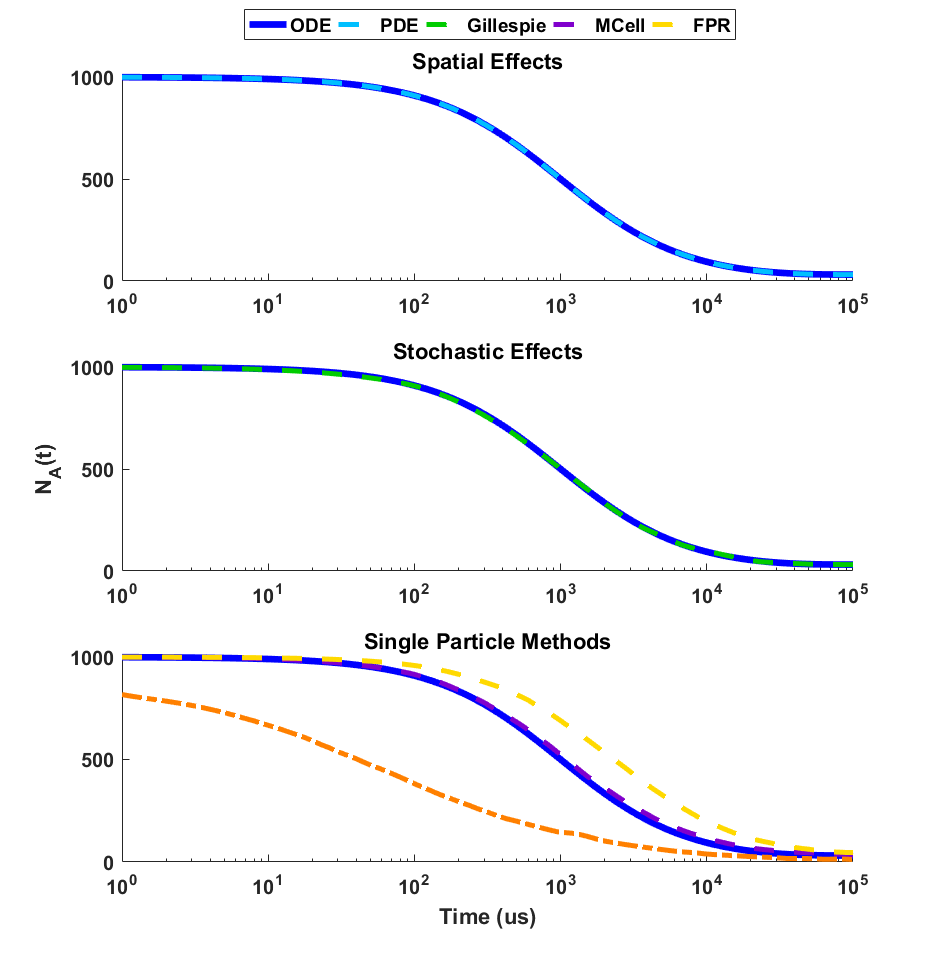 ODE PDE Gillespie MCell FPR
Spatial Effects
1000
500
0
10^0 10^1 10^2 10^3 10^4 10^5
Stochastic Effects
1000
500
0
N_A(t)
10^0 10^1 10^2 10^3 10^4 10^5
Single Particle Methods
1000
500
0
10^0 10^1 10^2 10^3 10^4 10^5
Time (us)